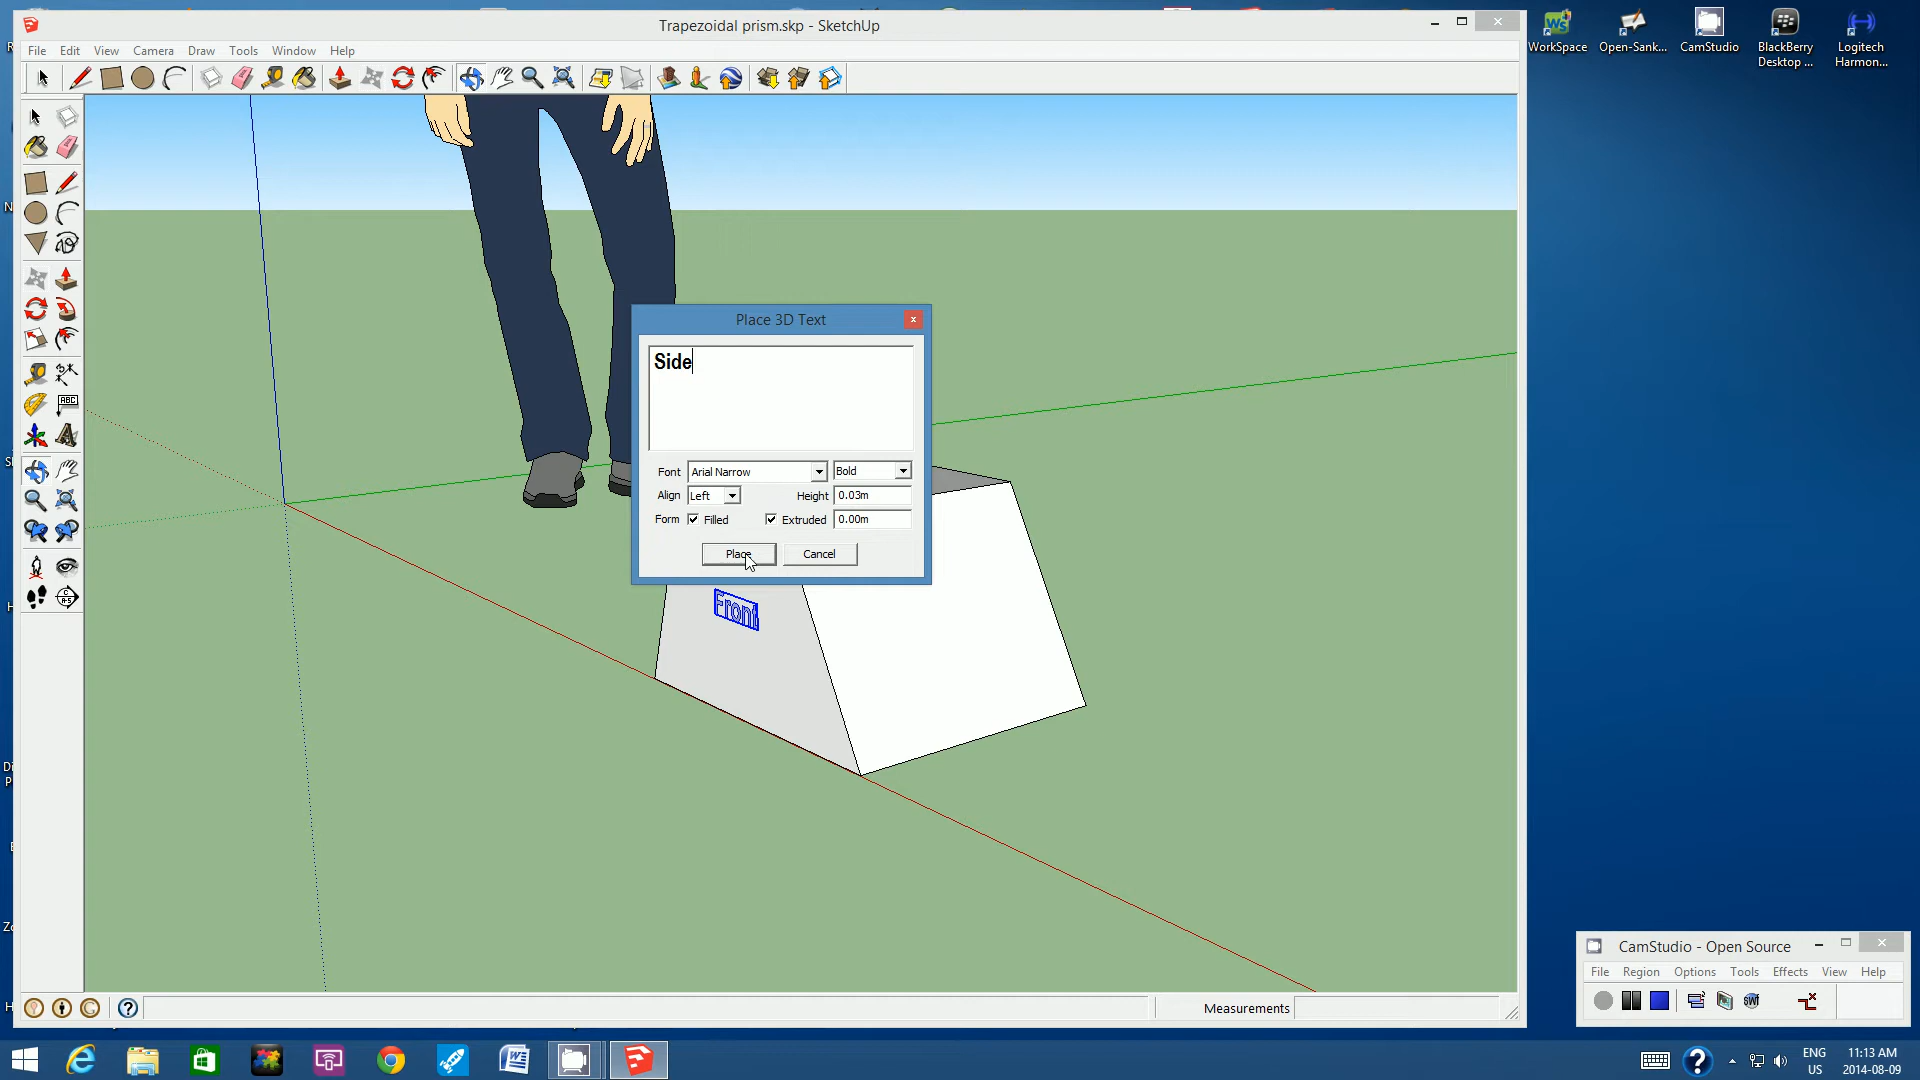 Trapezoidal prism.skp - SketchUp
File Edit View Camera Draw Tools Window Help
WorkSpace
Open-Sank...
CamStudio
BlackBerry
Desktop ...
Logitech
Harmon...
ABC
Place 3D Text
Side
Font Arial Narrow Bold
Align Left Height 0.03m
Form Filled Extruded 0.00m
Place Cancel
Front
CamStudio - Open Source
File Region Options Tools Effects View Help
Measurements
ENG
US
11:13 AM
2014-08-09